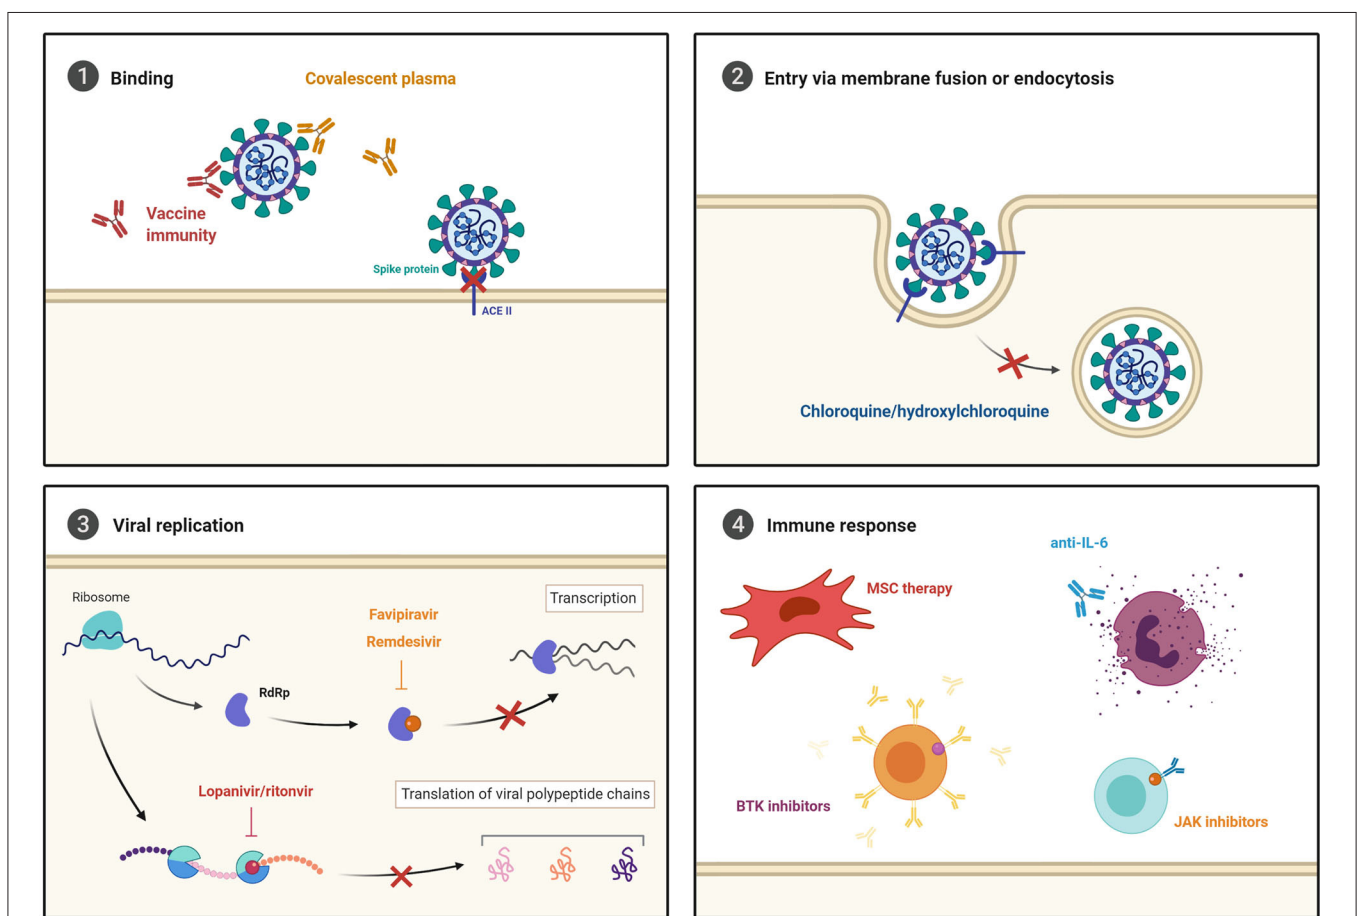 1 Binding
Covalescent plasma
Vaccine
immunity
Spike protein
ACE II
2 Entry via membrane fusion or endocytosis
Chloroquine/hydroxylchloroquine
3 Viral replication
Ribosome
Transcription
Favipiravir
Remdesivir
RdRp
Lopanivir/ritonvir
Translation of viral polypeptide chains
4 Immune response
anti-IL-6
MSC therapy
BTK inhibitors
JAK inhibitors